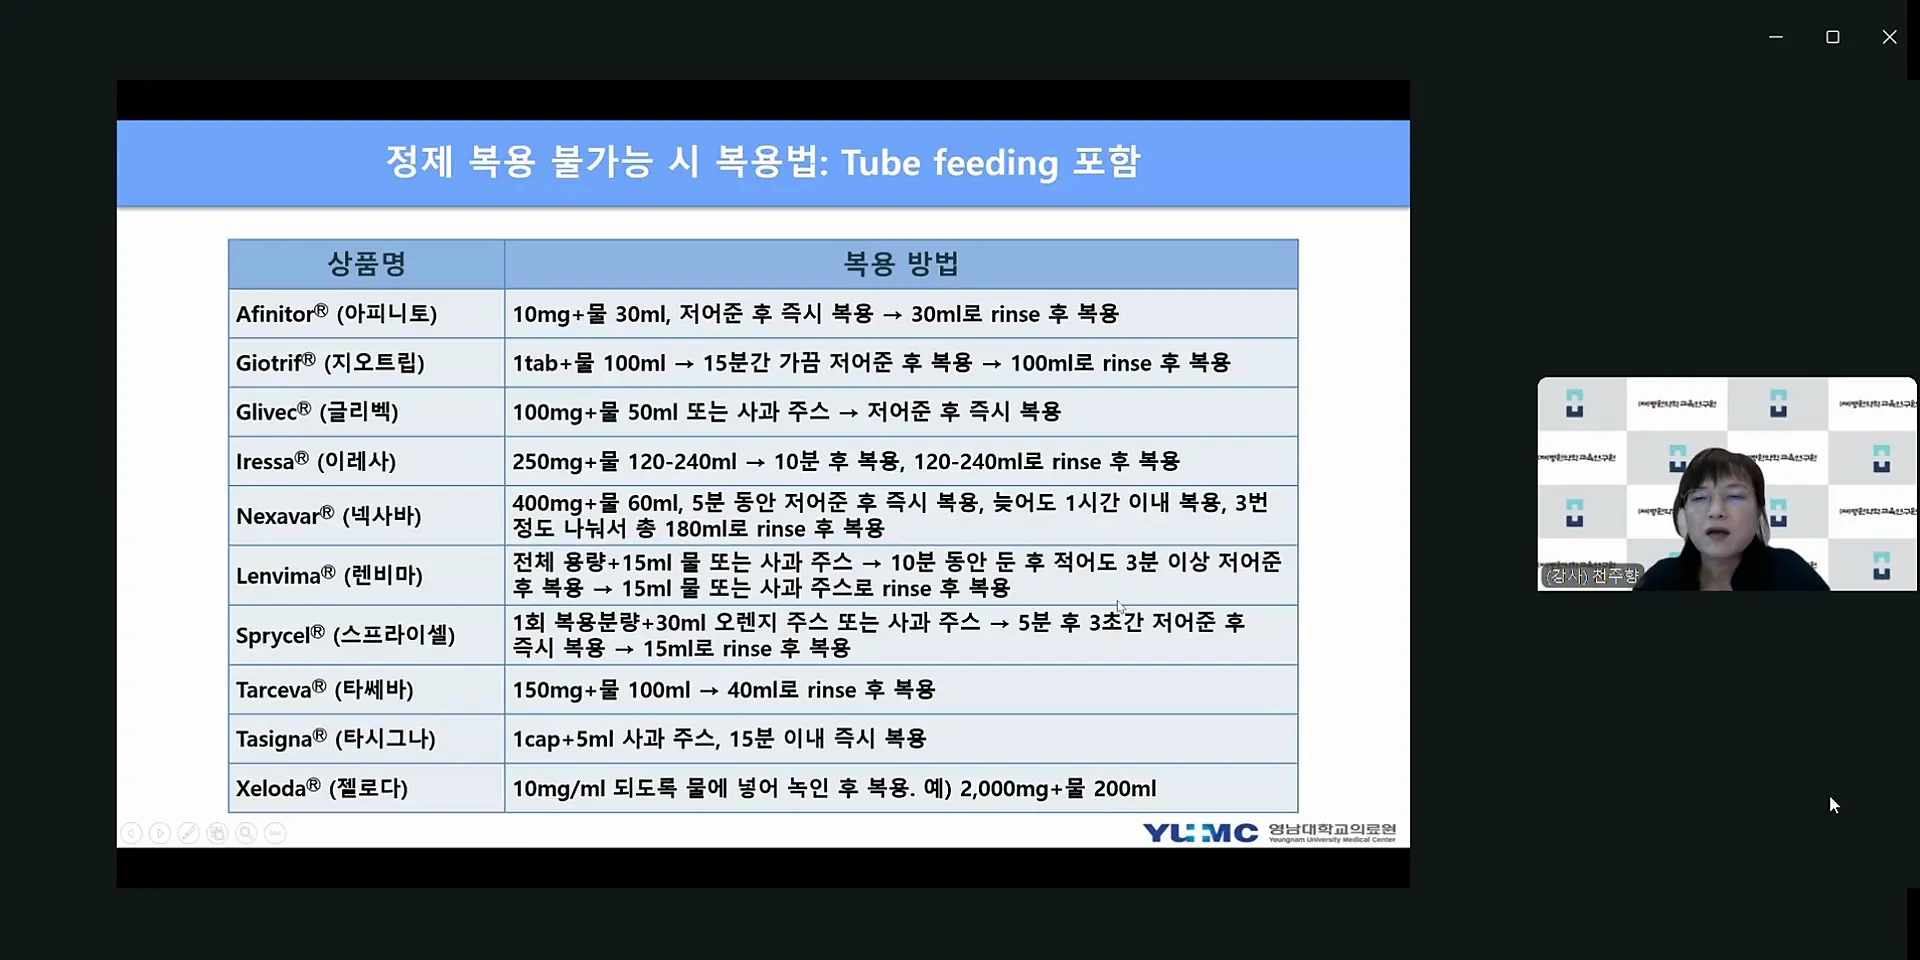 정제 복용 불가능 시 복용법: Tube feeding 포함
상품명 복용 방법
Afinitor® (아피니토) 10mg+물 30ml, 저어준 후 즉시 복용 → 30ml로 rinse 후 복용
Giotrif® (지오트립) 1tab+물 100ml → 15분간 가끔 저어준 후 복용 → 100ml로 rinse 후 복용
Glivec® (글리벡) 100mg+물 50ml 또는 사과 주스 → 저어준 후 즉시 복용
Iressa® (이레사) 250mg+물 120-240ml → 10분 후 복용, 120-240ml로 rinse 후 복용
Nexavar® (넥사바) 400mg+물 60ml, 5분 동안 저어준 후 즉시 복용, 늦어도 1시간 이내 복용, 3번
정도 나눠서 총 180ml로 rinse 후 복용
Lenvima® (렌비마) 전체 용량+15ml 물 또는 사과 주스 → 10분 동안 둔 후 적어도 3분 이상 저어준
후 복용 → 15ml 물 또는 사과 주스로 rinse 후 복용
Sprycel® (스프라이셀) 1회 복용분량+30ml 오렌지 주스 또는 사과 주스 → 5분 후 3초간 저어준 후
즉시 복용 → 15ml로 rinse 후 복용
Tarceva® (타쎄바) 150mg+물 100ml → 40ml로 rinse 후 복용
Tasigna® (타시그나) 1cap+5ml 사과 주스, 15분 이내 즉시 복용
Xeloda® (젤로다) 10mg/ml 되도록 물에 넣어 녹인 후 복용. 예) 2,000mg+물 200ml
YUMC 영남대학교의료원
Yeungnam University Medical Center
(강사) 천주향